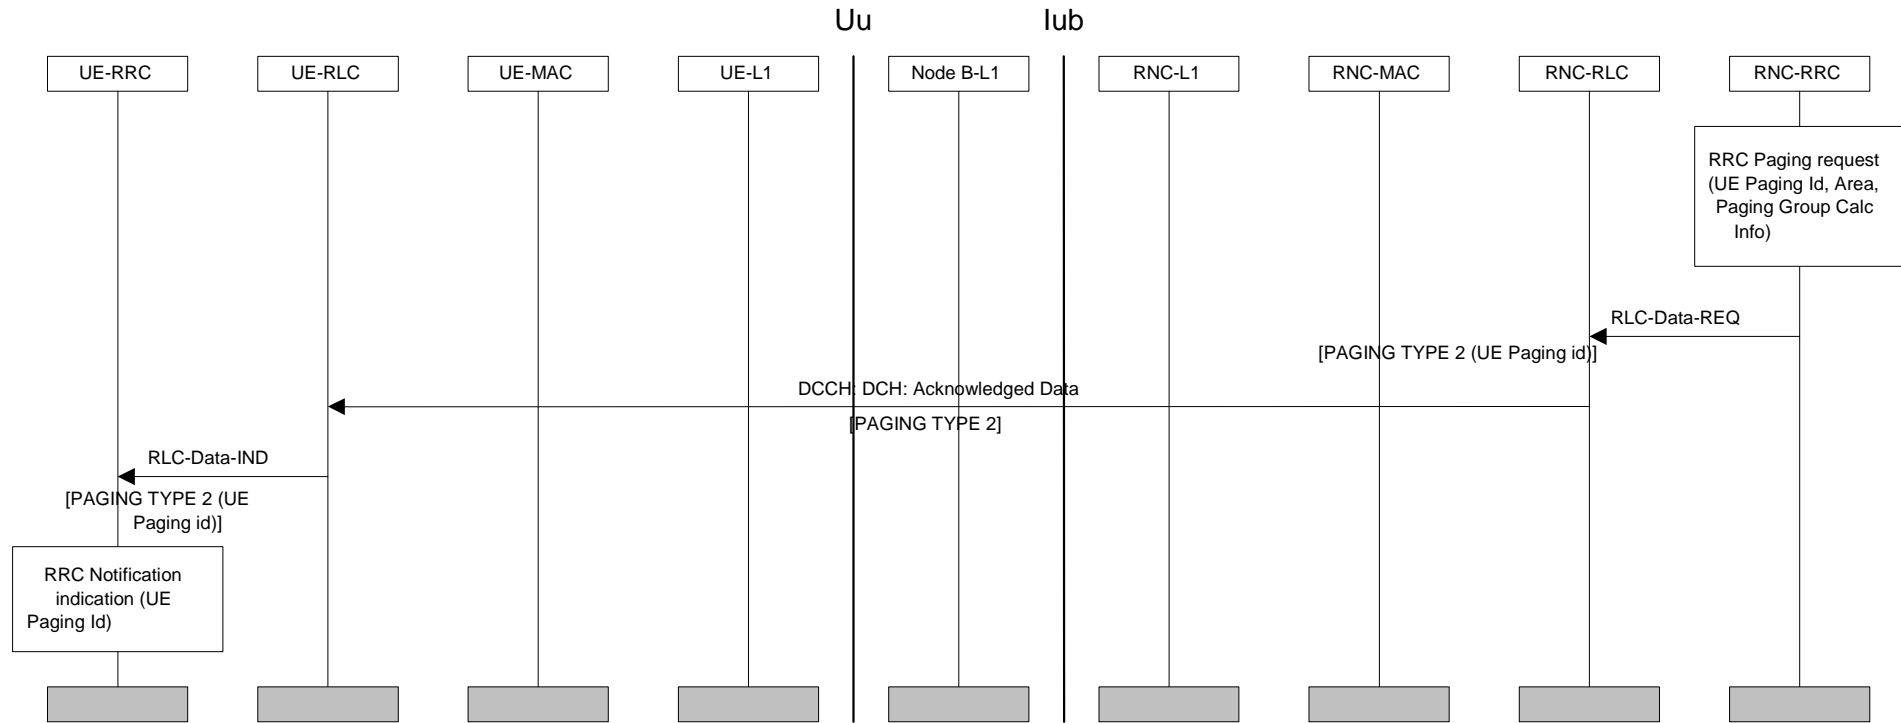 Uu
Iub
UE-RRC
UE-RLC
UE-MAC
UE-L1
Node B-L1
RNC-L1
RNC-MAC
RNC-RLC
RNC-RRC
RRC Paging request
(UE Paging Id, Area,
Paging Group Calc
Info)
RLC-Data-REQ
[PAGING TYPE 2 (UE Paging id)]
DCCH: DCH: Acknowledged Data
[PAGING TYPE 2]
RLC-Data-IND
[PAGING TYPE 2 (UE
Paging id)]
RRC Notification
indication (UE
Paging Id)